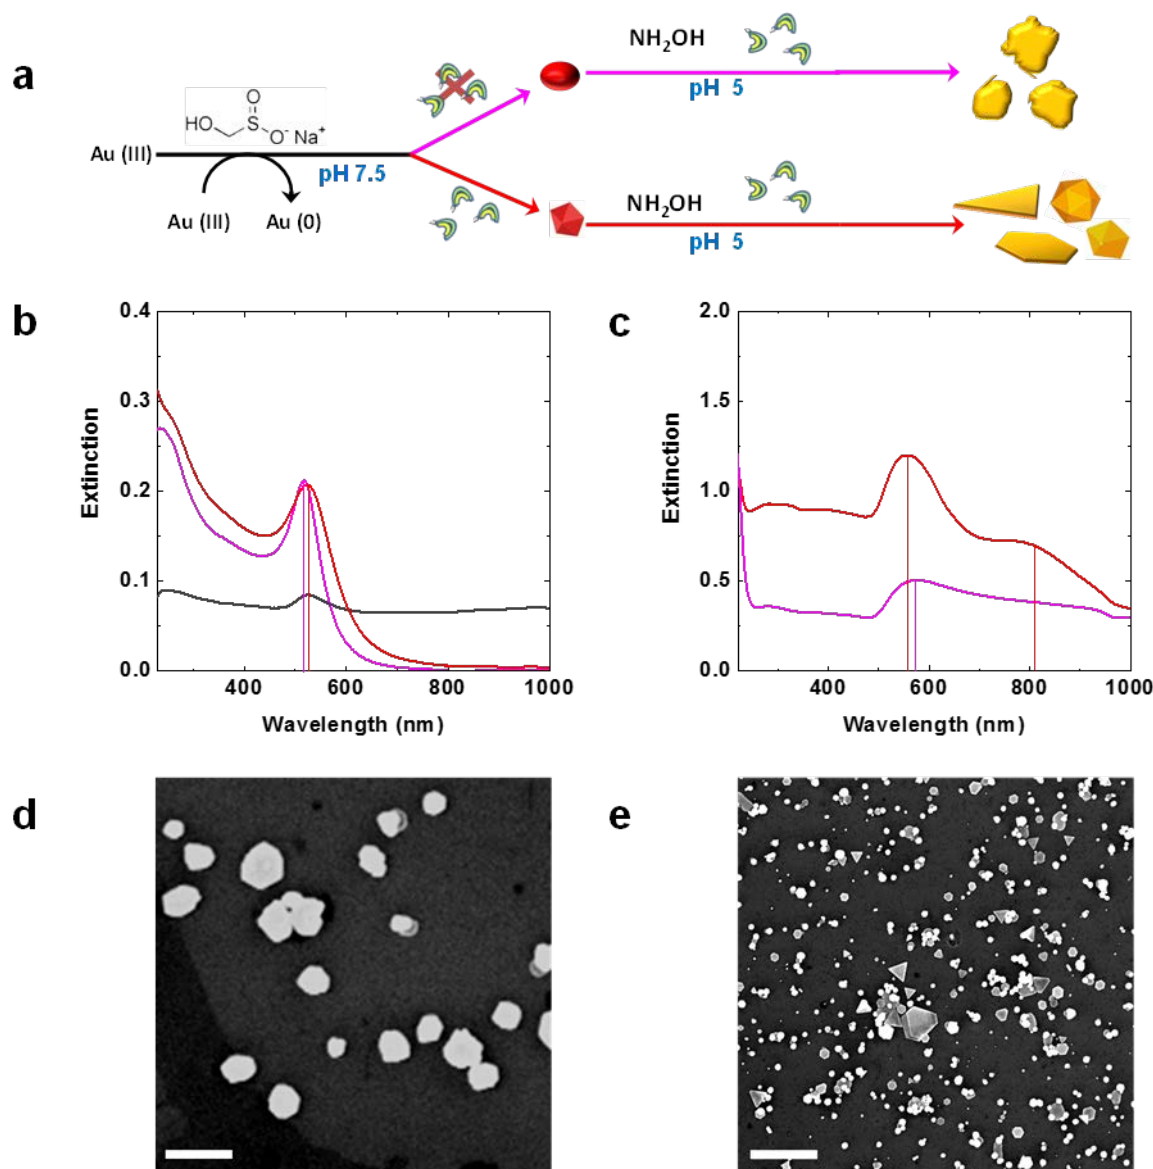 a
NH2OH
pH 5
HO
O
S
O- Na+
Au (III)
pH 7.5
Au (III)
Au (0)
NH2OH
pH 5
b
0.4
0.3
0.2
0.1
0.0
Extinction
400
600
800
1000
Wavelength (nm)
c
2.0
1.5
1.0
0.5
0.0
Extinction
400
600
800
1000
Wavelength (nm)
d
e